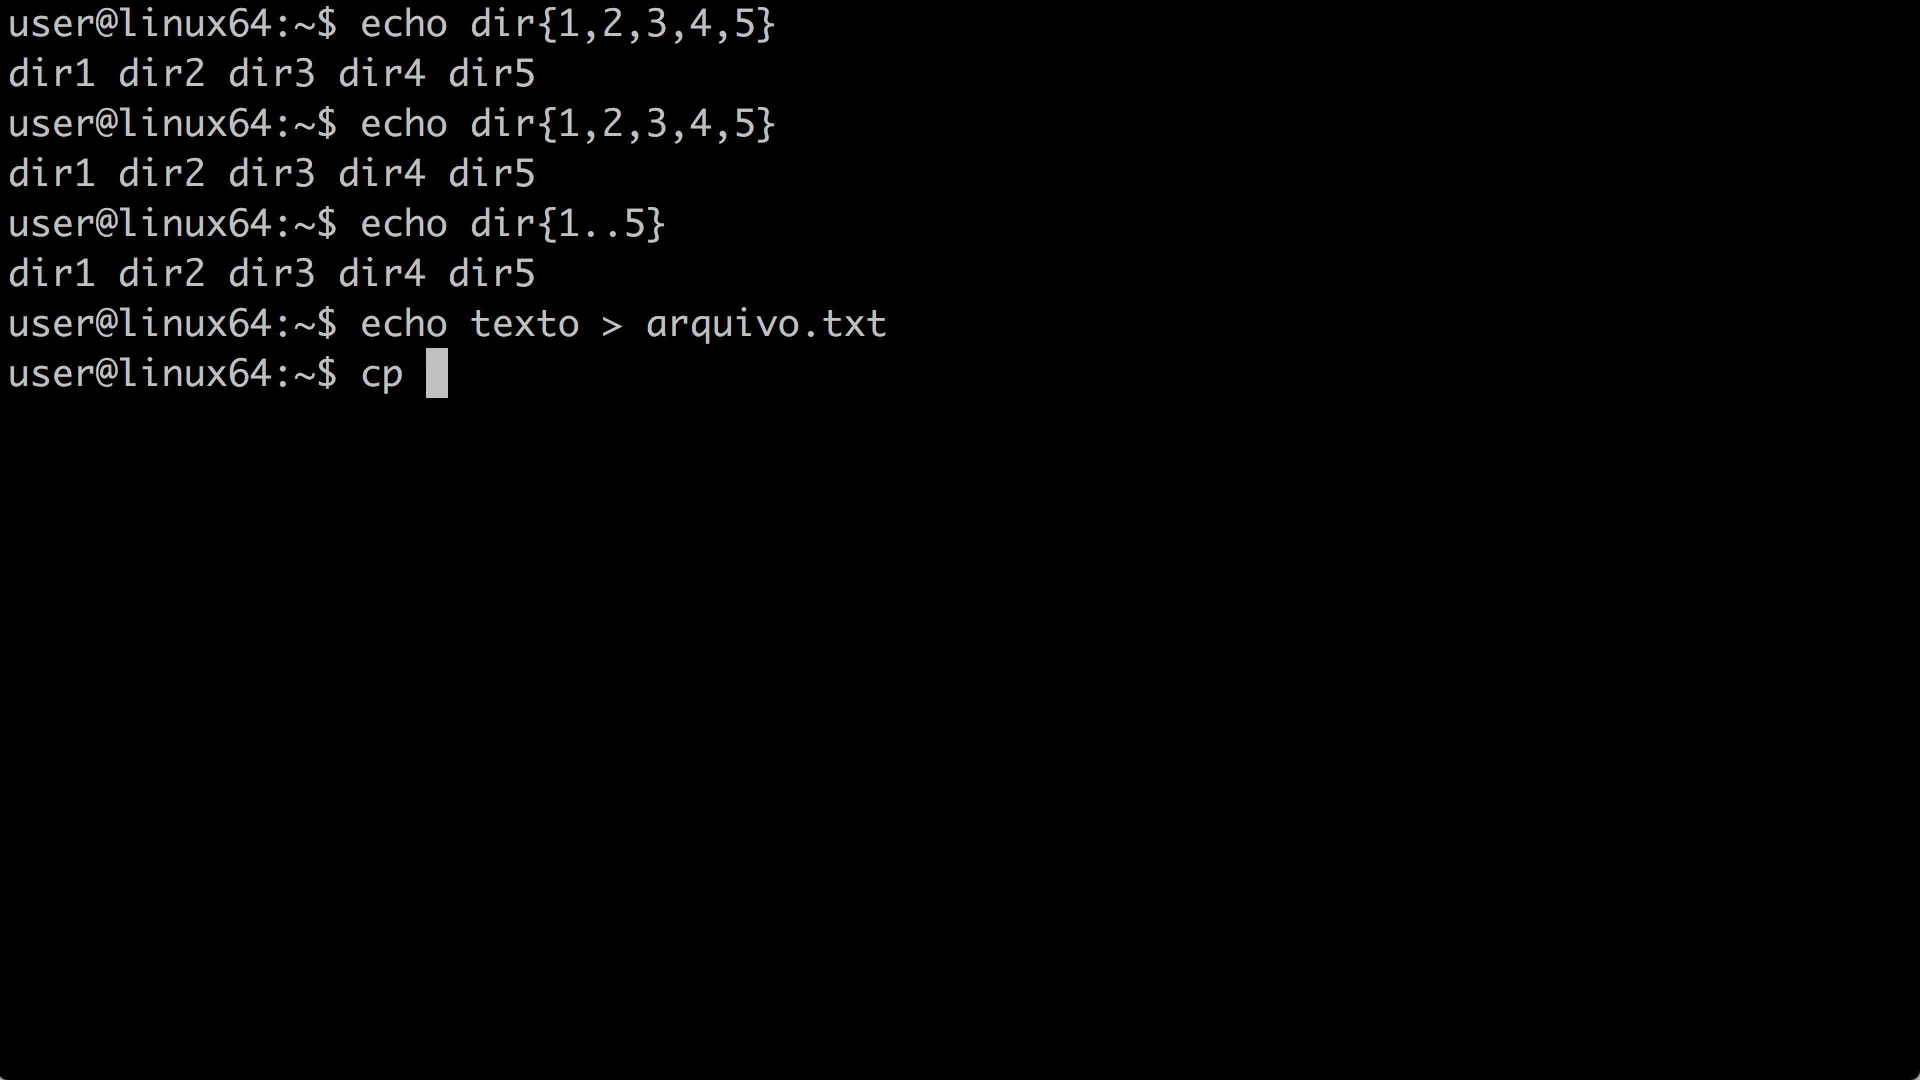 user@linux64:~$ echo dir{1,2,3,4,5}
dir1 dir2 dir3 dir4 dir5
user@linux64:~$ echo dir{1,2,3,4,5}
dir1 dir2 dir3 dir4 dir5
user@linux64:~$ echo dir{1..5}
dir1 dir2 dir3 dir4 dir5
user@linux64:~$ echo texto > arquivo.txt
user@linux64:~$ cp